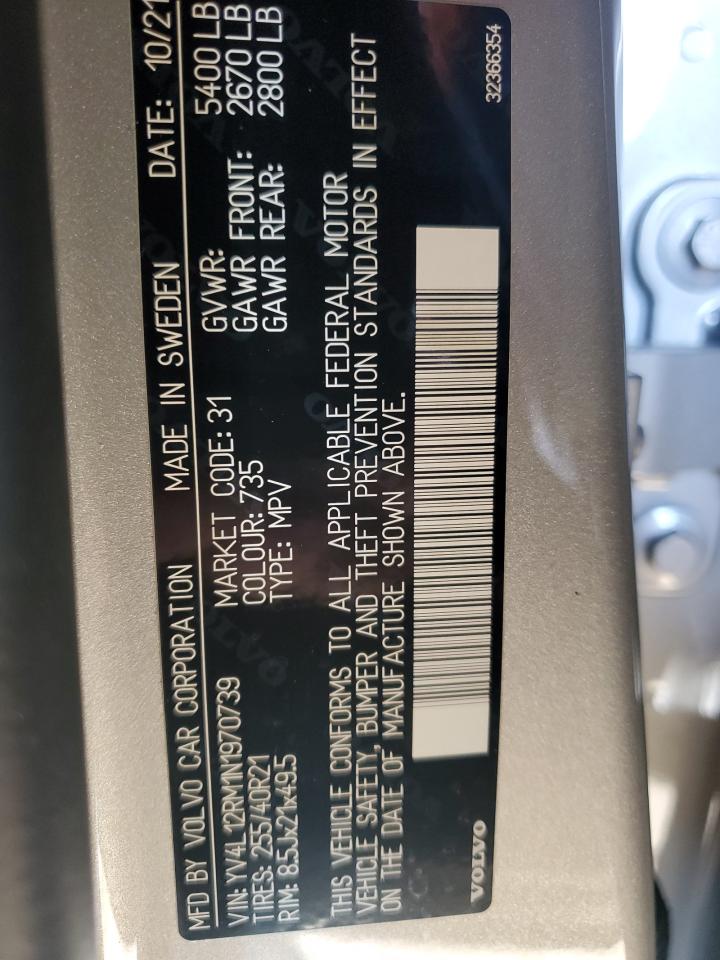 MFD BY VOLVO CAR CORPORATION MADE IN SWEDEN DATE: 10/21
VIN: YV4L12RM1N1970739 MARKET CODE: 31 GVWR: 5400 LB
TIRES: 255/40R21 COLOUR: 735 GAWR FRONT: 2670 LB
RIM: 8.5Jx21x49.5 TYPE: MPV GAWR REAR: 2800 LB
THIS VEHICLE CONFORMS TO ALL APPLICABLE FEDERAL MOTOR
VEHICLE SAFETY, BUMPER AND THEFT PREVENTION STANDARDS IN EFFECT
ON THE DATE OF MANUFACTURE SHOWN ABOVE.
VOLVO 32366354